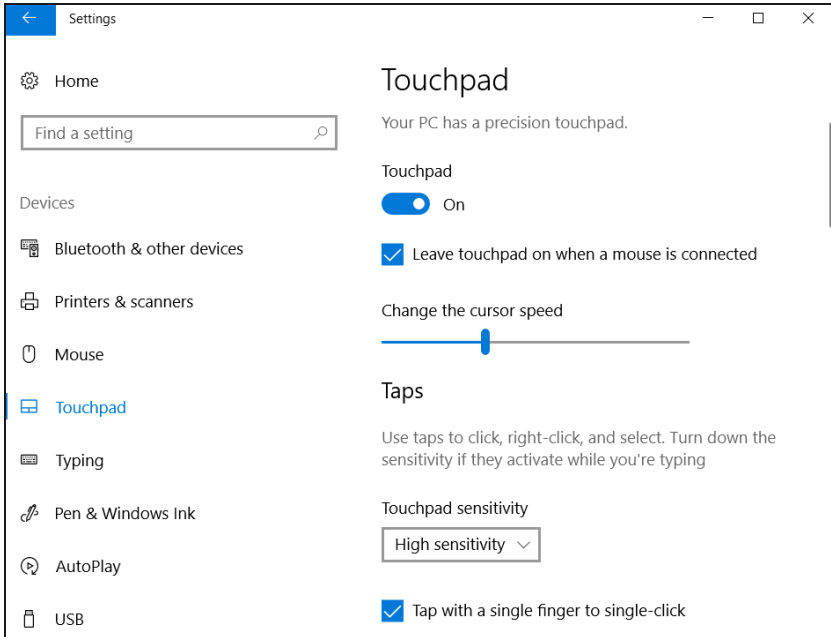 Settings
Home
Find a setting
Devices
Bluetooth & other devices
Printers & scanners
Mouse
Touchpad
Typing
Pen & Windows Ink
AutoPlay
USB
Touchpad
Your PC has a precision touchpad.
Touchpad
On
Leave touchpad on when a mouse is connected
Change the cursor speed
Taps
Use taps to click, right-click, and select. Turn down the
sensitivity if they activate while you're typing
Touchpad sensitivity
High sensitivity
Tap with a single finger to single-click